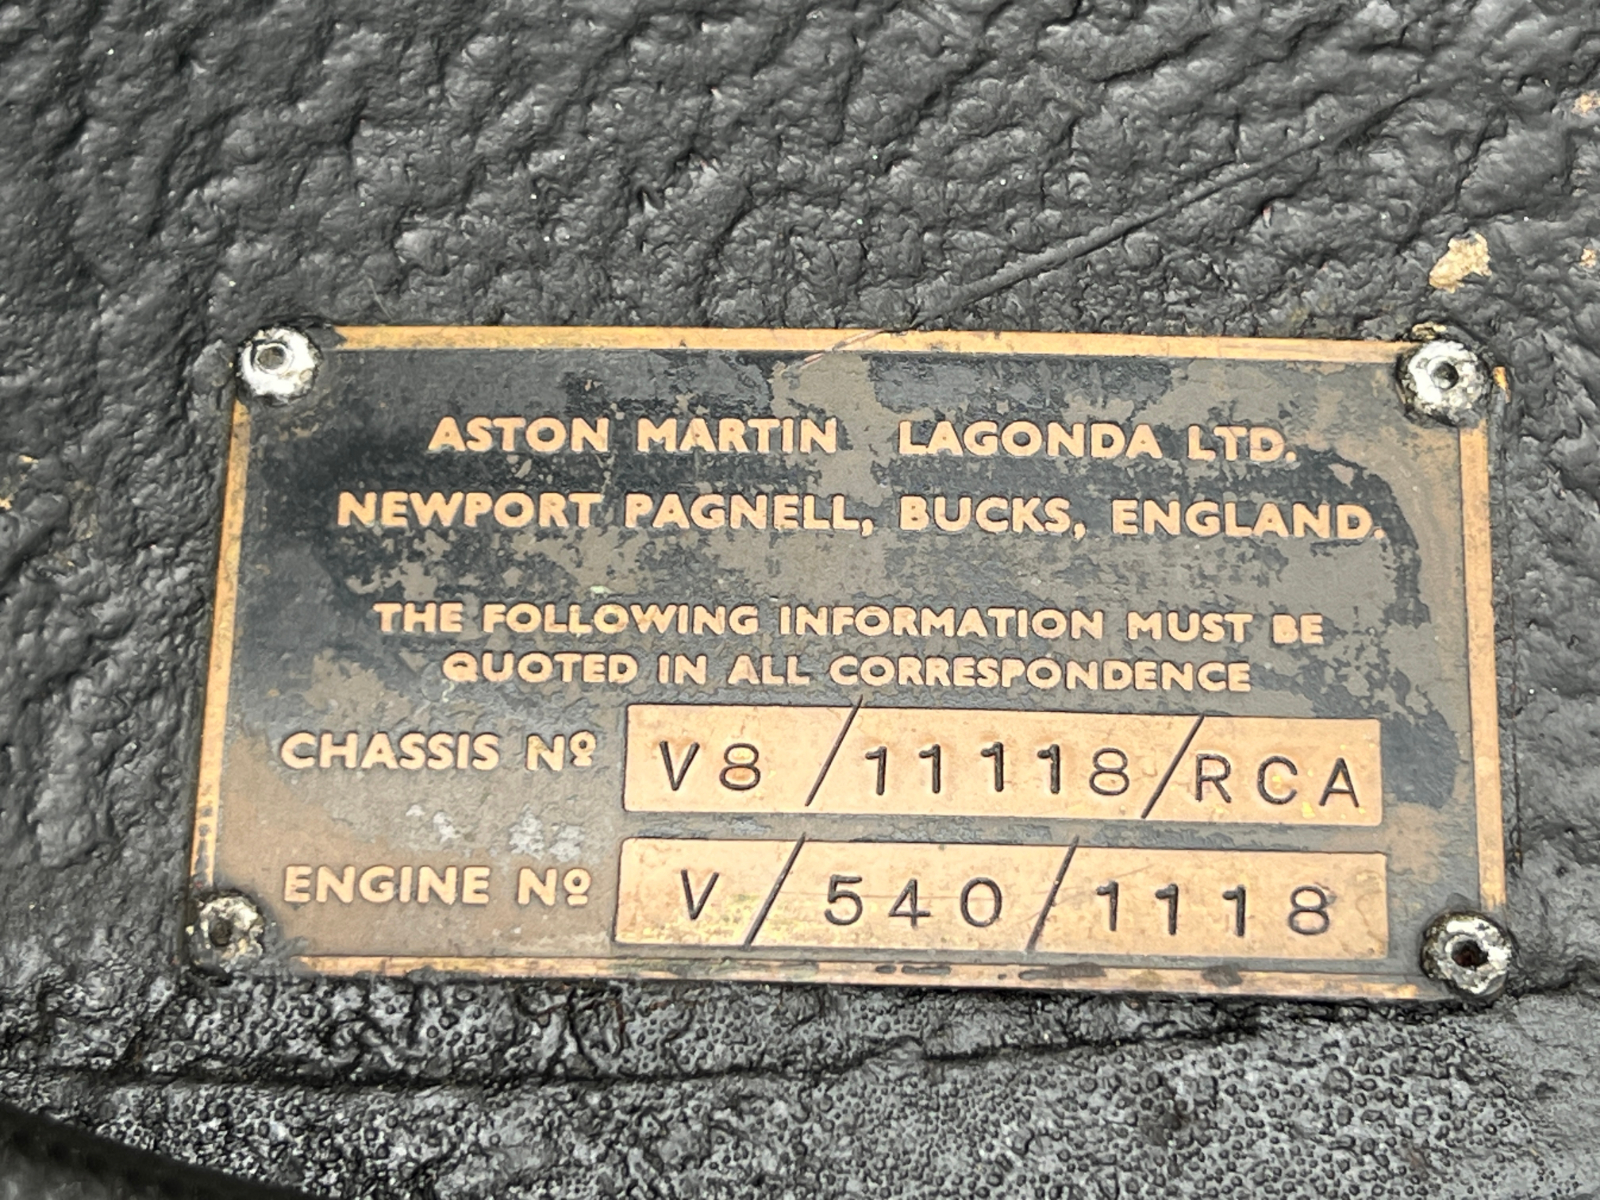 ASTON MARTIN LAGONDA LTD.
NEWPORT PAGNELL, BUCKS, ENGLAND.
THE FOLLOWING INFORMATION MUST BE
QUOTED IN ALL CORRESPONDENCE
CHASSIS Nº V8/11118/RCA
ENGINE Nº V/540/1118